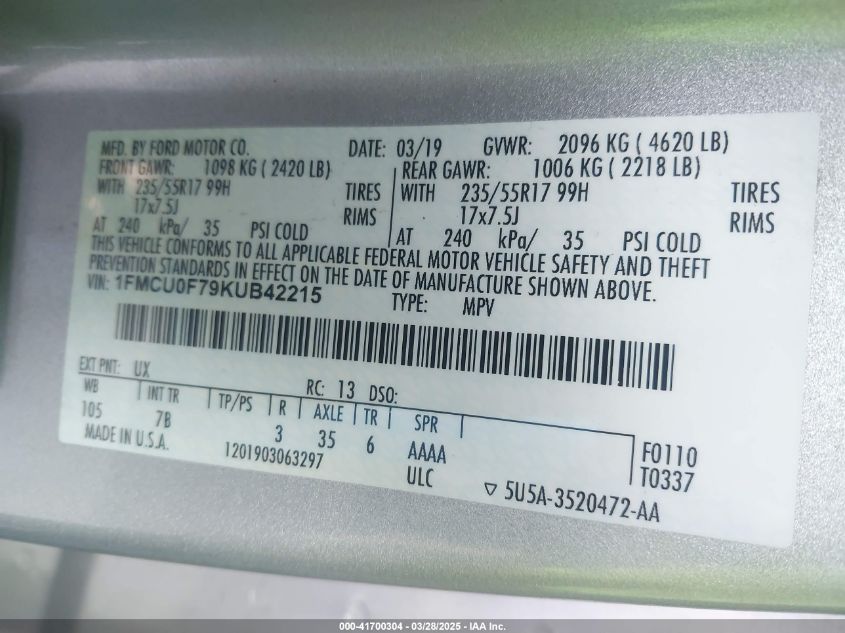 MFD. BY FORD MOTOR CO. DATE: 03/19 GVWR: 2096 KG ( 4620 LB)
FRONT GAWR: 1098 KG ( 2420 LB) REAR GAWR: 1006 KG ( 2218 LB)
WITH 235/55R17 99H TIRES WITH 235/55R17 99H TIRES
17x7.5J RIMS 17x7.5J RIMS
AT 240 kPa/ 35 PSI COLD AT 240 kPa/ 35 PSI COLD
THIS VEHICLE CONFORMS TO ALL APPLICABLE FEDERAL MOTOR VEHICLE SAFETY AND THEFT
PREVENTION STANDARDS IN EFFECT ON THE DATE OF MANUFACTURE SHOWN ABOVE.
VIN: 1FMCU0F79KUB42215 TYPE: MPV
EXT PNT: UX RC: 13 DSO:
WB INT TR TP/PS R AXLE TR SPR
105 7B 3 35 6 AAAA F0110
MADE IN U.S.A. 1201903063297 ULC T0337
▽ 5U5A-3520472-AA
000-41700304 | 03/28/2025 - IAA Inc.